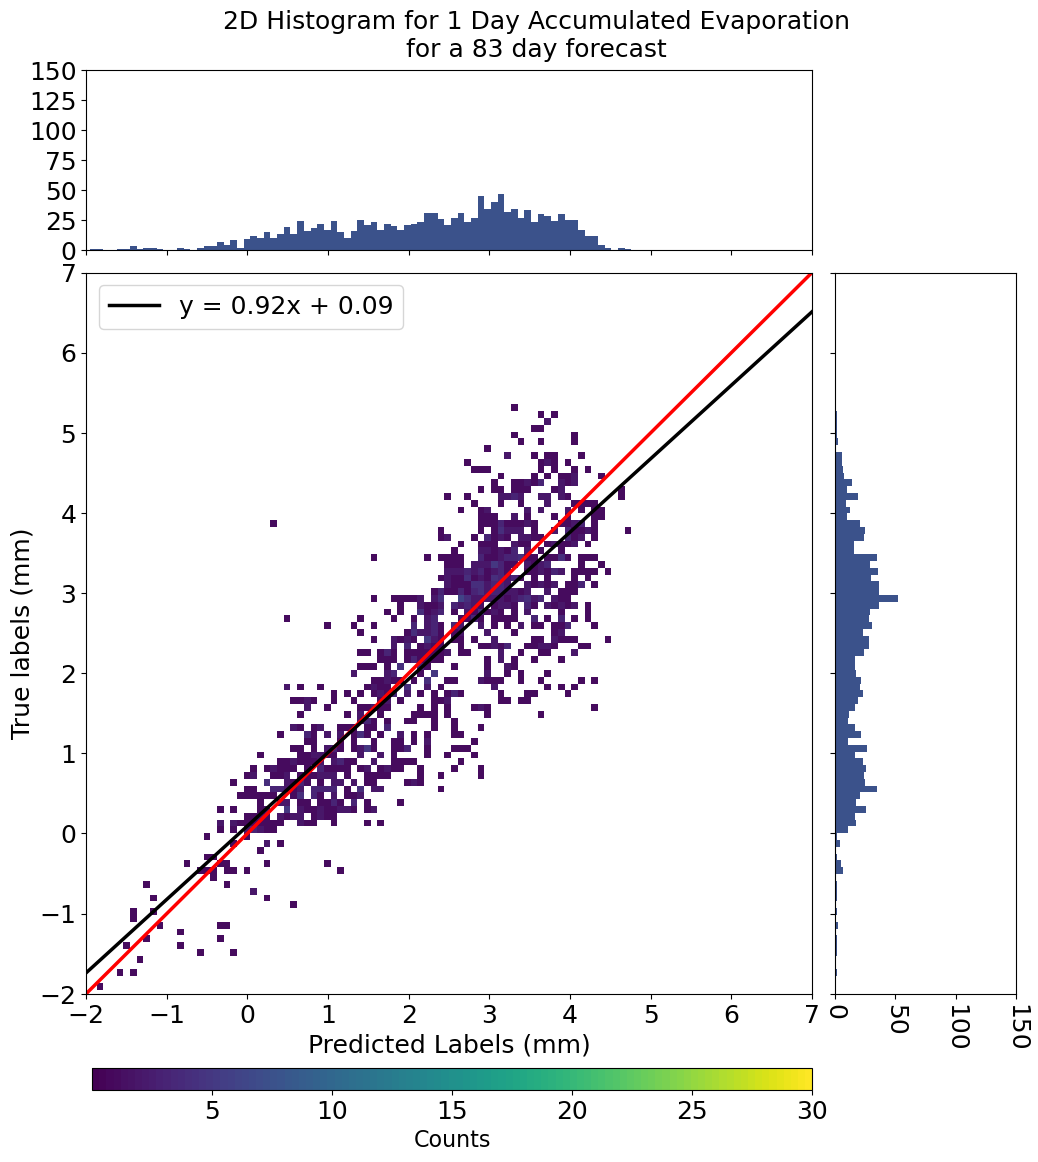 2D Histogram for 1 Day Accumulated Evaporation
for a 83 day forecast
150
125
100
75
50
25
0
7
6
5
4
3
2
1
0
−1
−2
y = 0.92x + 0.09
True labels (mm)
−2 −1 0 1 2 3 4 5 6 7
Predicted Labels (mm)
0 50 100 150
5 10 15 20 25 30
Counts